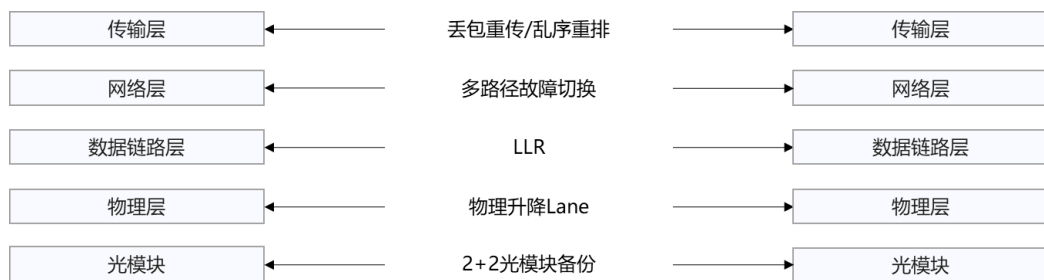 传输层 丢包重传/乱序重排 传输层
网络层 多路径故障切换 网络层
数据链路层 LLR 数据链路层
物理层 物理升降Lane 物理层
光模块 2+2光模块备份 光模块